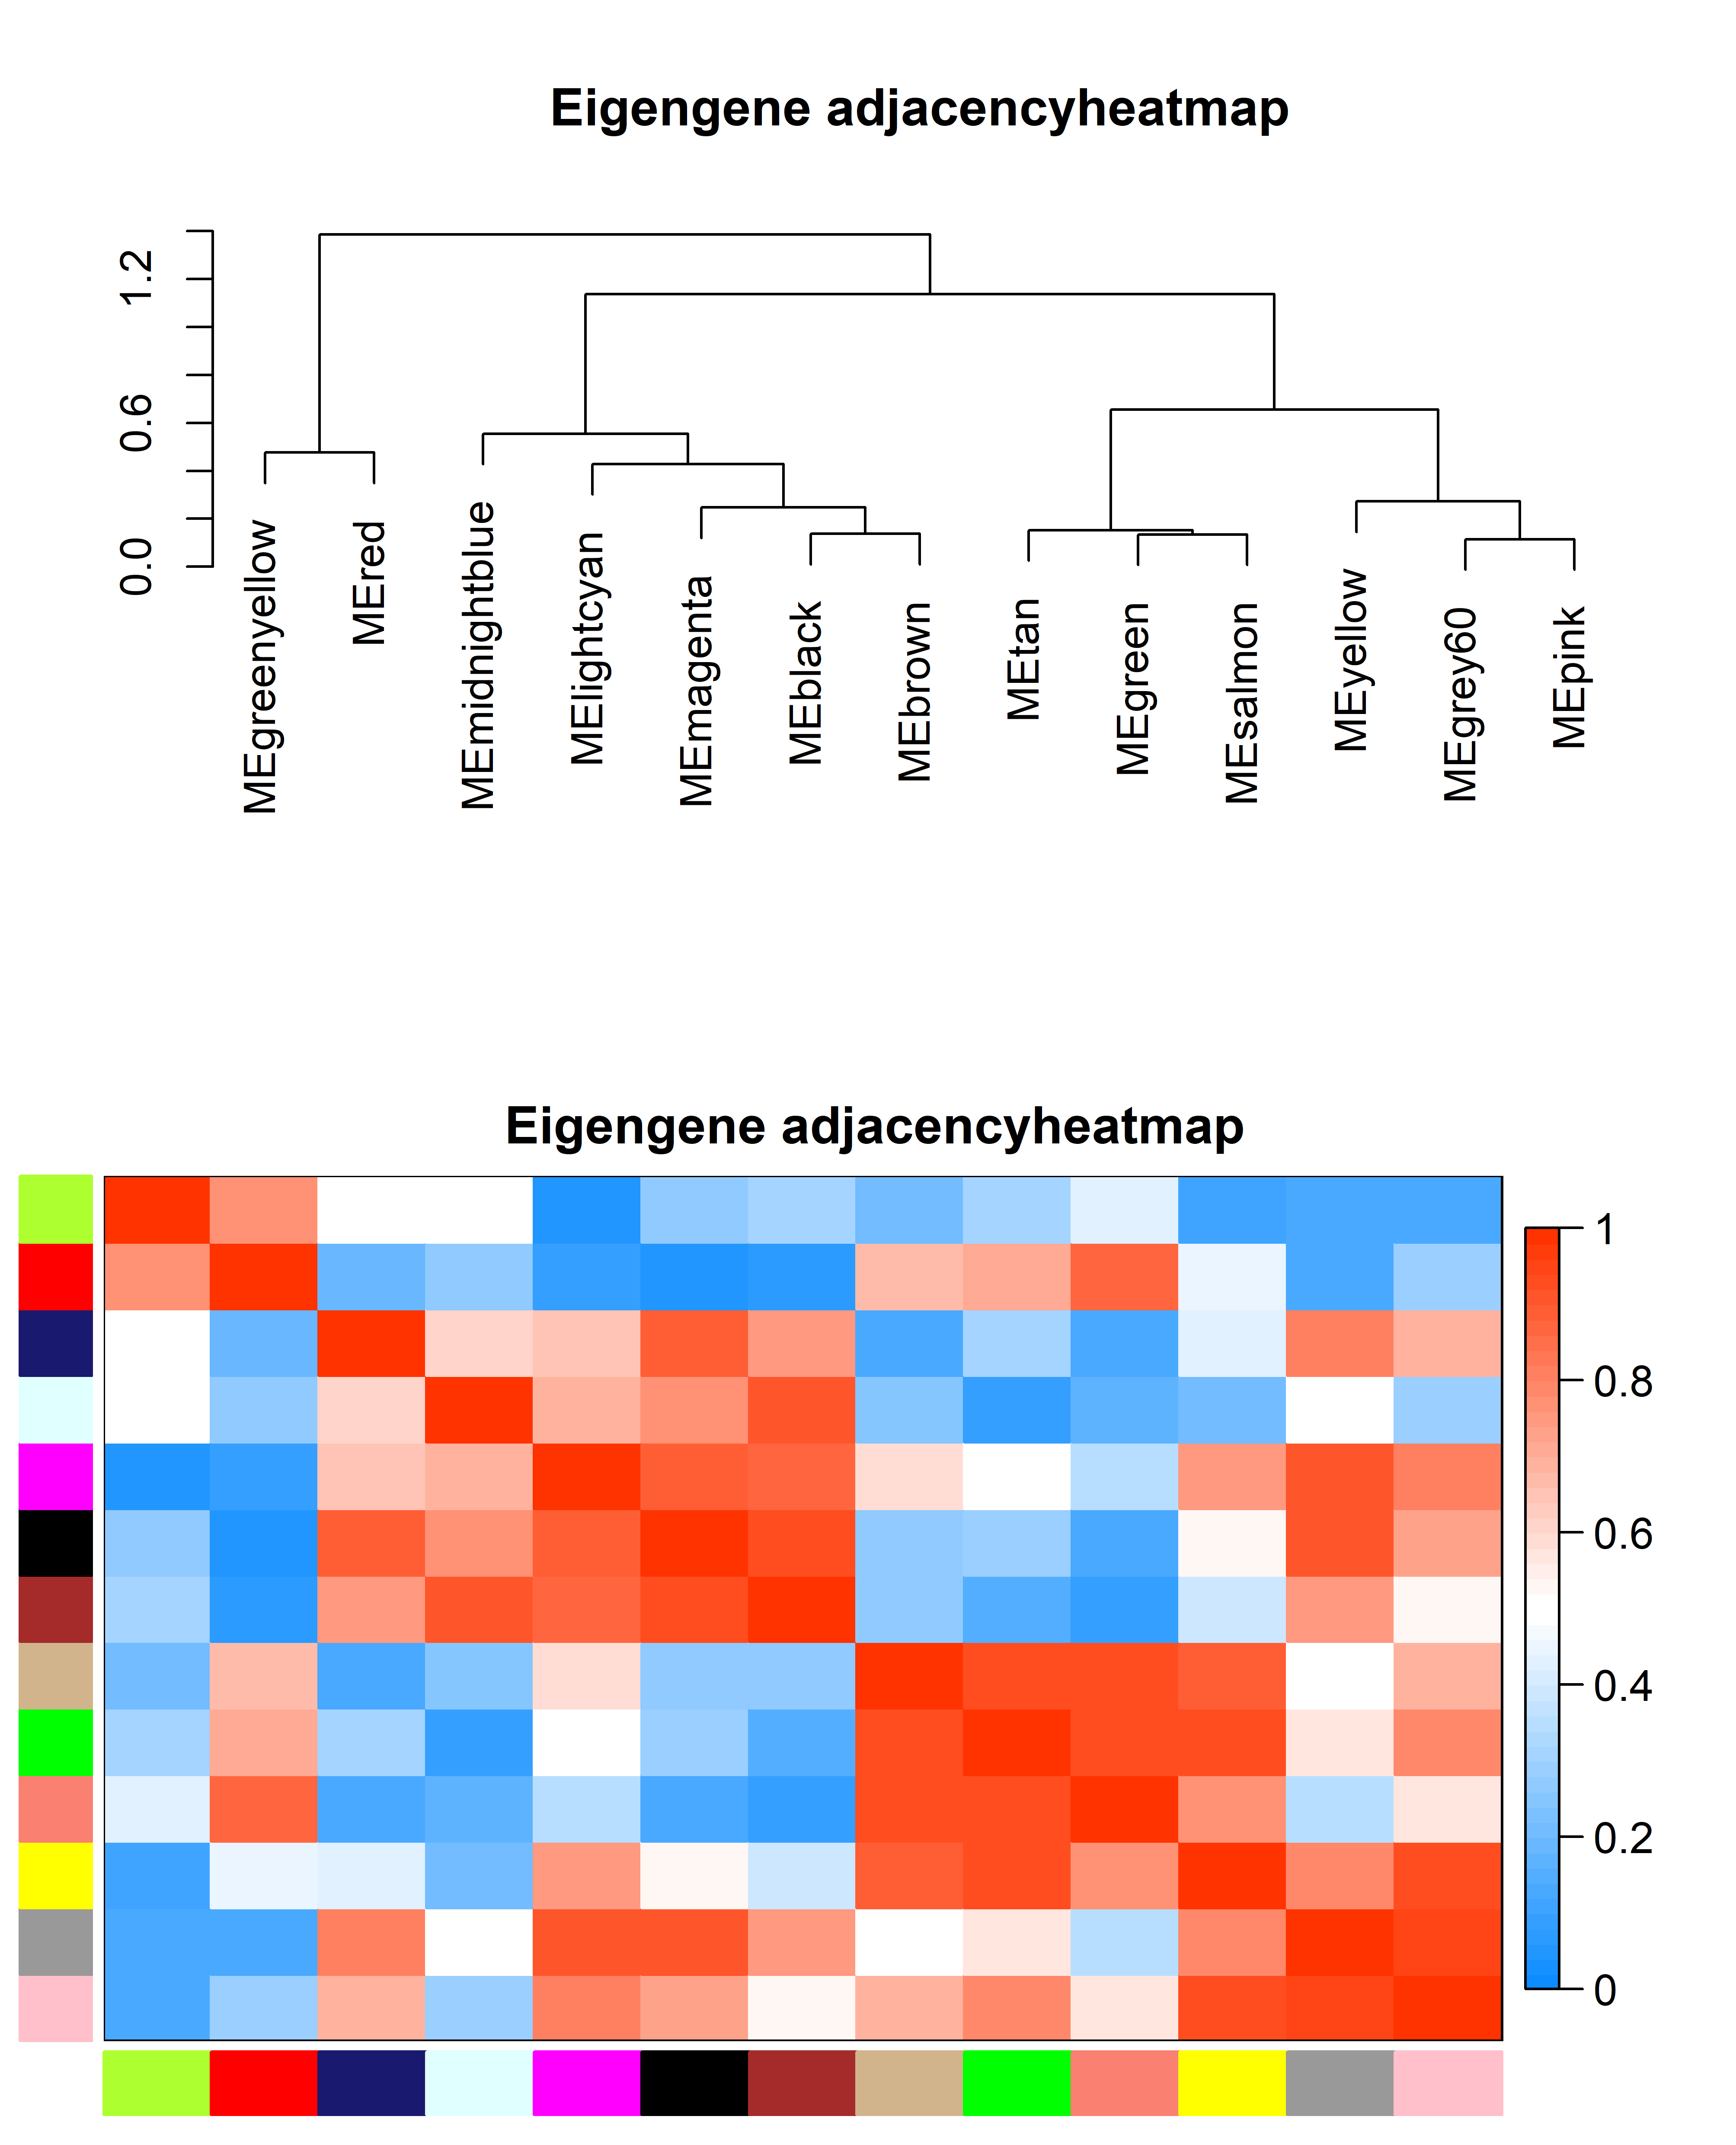 Eigengene adjacencyheatmap
1.2
0.6
0.0
MEgreenyellow
MEred
MEmidnightblue
MElightcyan
MEmagenta
MEblack
MEbrown
MEtan
MEgreen
MEsalmon
MEyellow
MEgrey60
MEpink
Eigengene adjacencyheatmap
1
0.8
0.6
0.4
0.2
0